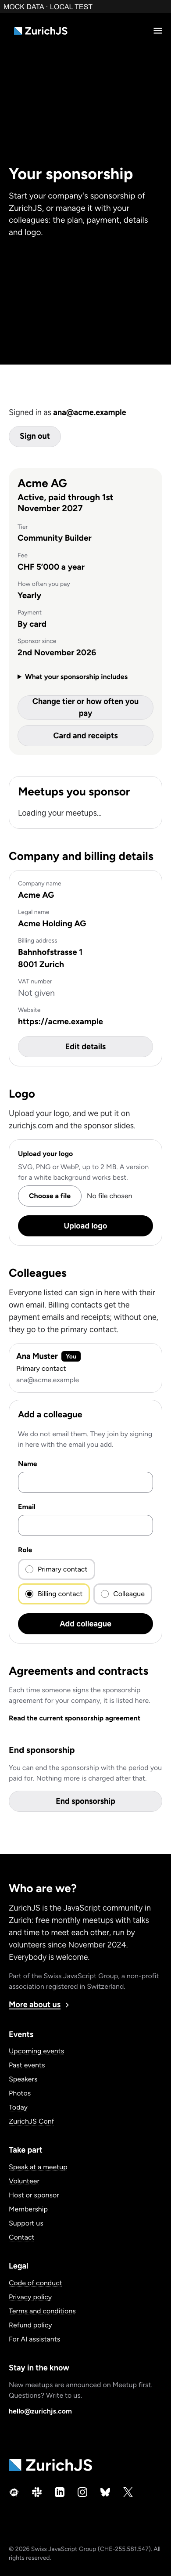 MOCK DATA · LOCAL TEST
ZurichJS
Your sponsorship
Start your company's sponsorship of
ZurichJS, or manage it with your
colleagues: the plan, payment, details
and logo.
Signed in as ana@acme.example
Sign out
Acme AG
Active, paid through 1st
November 2027
Tier
Community Builder
Fee
CHF 5’000 a year
How often you pay
Yearly
Payment
By card
Sponsor since
2nd November 2026
What your sponsorship includes
Change tier or how often you
pay
Card and receipts
Meetups you sponsor
Loading your meetups...
Company and billing details
Company name
Acme AG
Legal name
Acme Holding AG
Billing address
Bahnhofstrasse 1
8001 Zurich
VAT number
Not given
Website
https://acme.example
Edit details
Logo
Upload your logo, and we put it on
zurichjs.com and the sponsor slides.
Upload your logo
SVG, PNG or WebP, up to 2 MB. A version
for a white background works best.
Choose a file No file chosen
Upload logo
Colleagues
Everyone listed can sign in here with their
own email. Billing contacts get the
payment emails and receipts; without one,
they go to the primary contact.
Ana Muster You
Primary contact
ana@acme.example
Add a colleague
We do not email them. They join by signing
in here with the email you add.
Name
Email
Role
Primary contact
Billing contact Colleague
Add colleague
Agreements and contracts
Each time someone signs the sponsorship
agreement for your company, it is listed here.
Read the current sponsorship agreement
End sponsorship
You can end the sponsorship with the period you
paid for. Nothing more is charged after that.
End sponsorship
Who are we?
ZurichJS is the JavaScript community in
Zurich: free monthly meetups with talks
and time to meet each other, run by
volunteers since November 2024.
Everybody is welcome.
Part of the Swiss JavaScript Group, a non-profit
association registered in Switzerland.
More about us
Events
Upcoming events
Past events
Speakers
Photos
Today
ZurichJS Conf
Take part
Speak at a meetup
Volunteer
Host or sponsor
Membership
Support us
Contact
Legal
Code of conduct
Privacy policy
Terms and conditions
Refund policy
For AI assistants
Stay in the know
New meetups are announced on Meetup first.
Questions? Write to us.
hello@zurichjs.com
ZurichJS
© 2026 Swiss JavaScript Group (CHE-255.581.547). All
rights reserved.